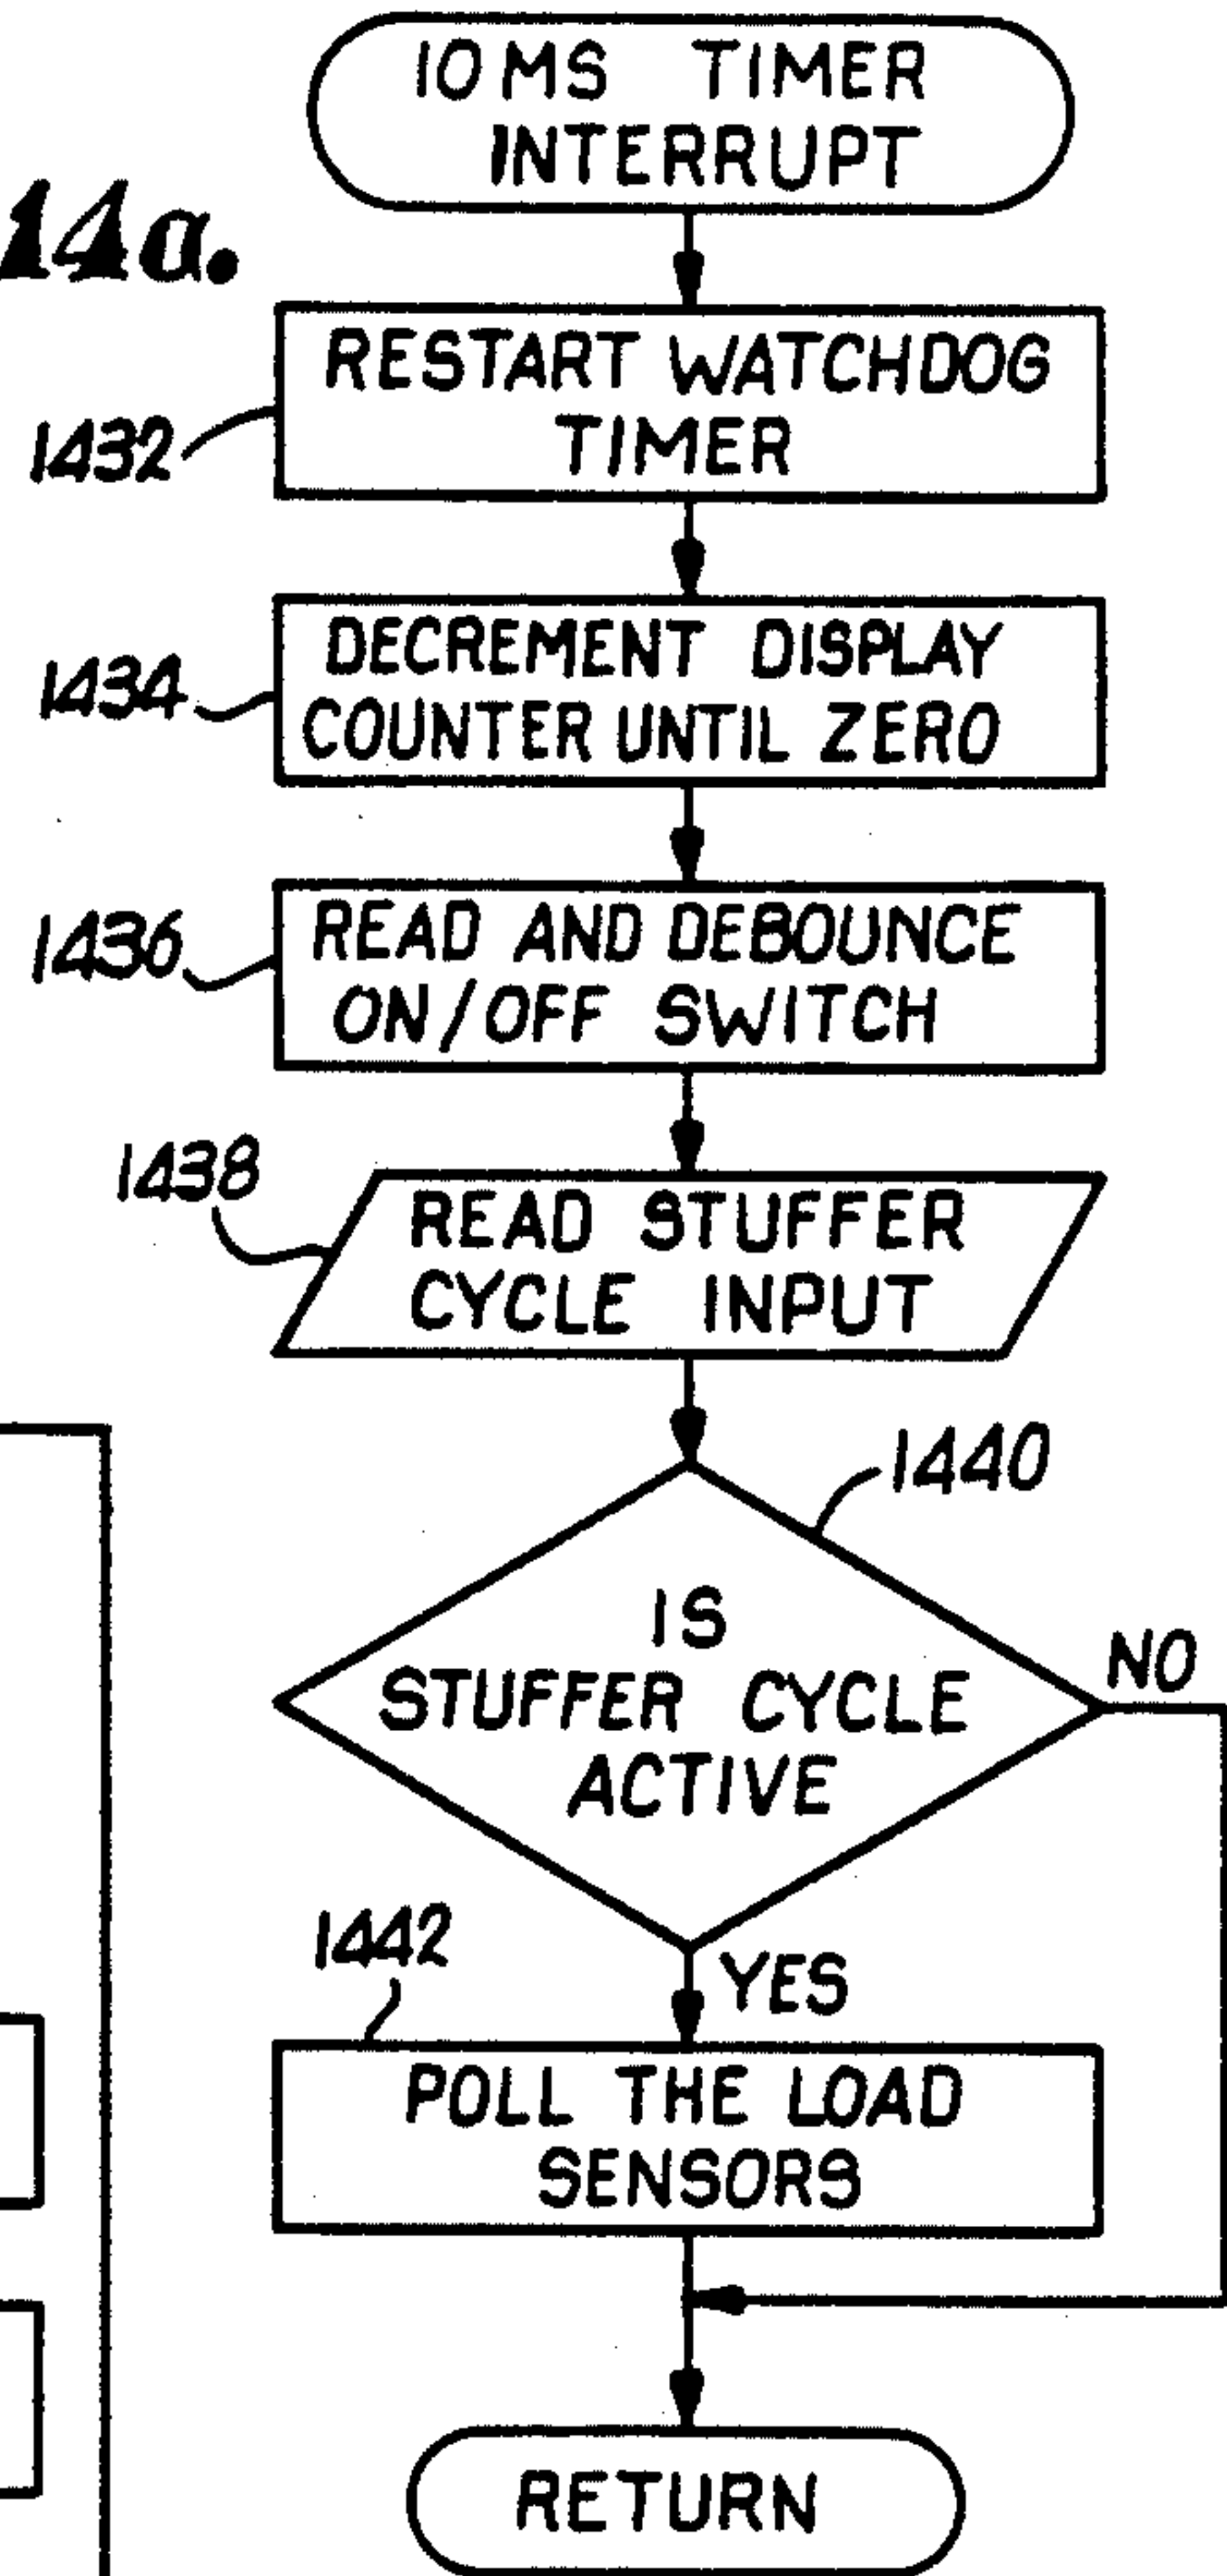 10MS TIMER
INTERRUPT
14a.
RESTART WATCHDOG
TIMER
1432
DECREMENT DISPLAY
COUNTER UNTIL ZERO
1434
READ AND DEBOUNCE
ON/OFF SWITCH
1436
1438
READ STUFFER
CYCLE INPUT
1440
IS
STUFFER CYCLE
ACTIVE
NO
YES
1442
POLL THE LOAD
SENSORS
RETURN